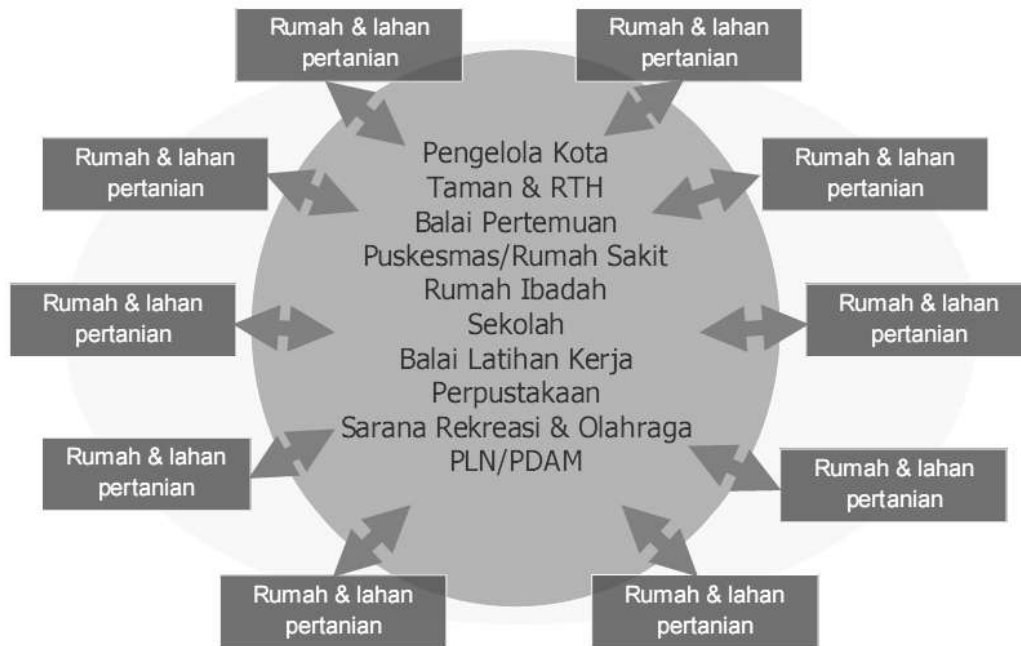 Rumah & lahan
pertanian
Rumah & lahan
pertanian
Rumah & lahan
pertanian
Rumah & lahan
pertanian
Pengelola Kota
Taman & RTH
Balai Pertemuan
Puskesmas/Rumah Sakit
Rumah Ibadah
Sekolah
Balai Latihan Kerja
Perpustakaan
Sarana Rekreasi & Olahraga
PLN/PDAM
Rumah & lahan
pertanian
Rumah & lahan
pertanian
Rumah & lahan
pertanian
Rumah & lahan
pertanian
Rumah & lahan
pertanian
Rumah & lahan
pertanian